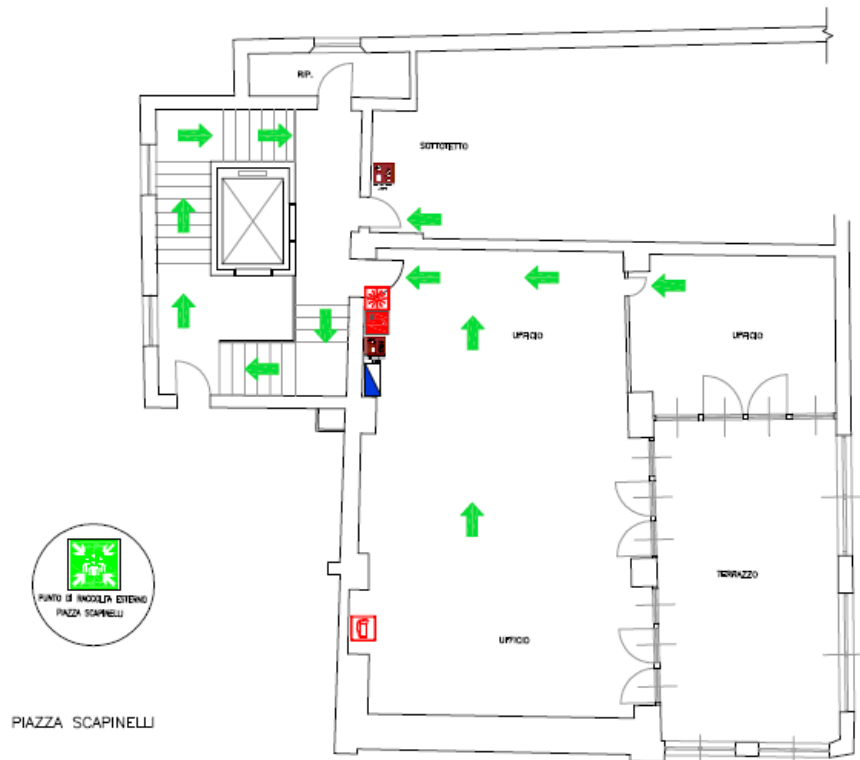 RIP.
SOTTOTETTO
UFFICIO
UFFICIO
TERRAZZO
UFFICIO
PUNTO DI RACCOLTA ESTERNO
PIAZZA SCAPINELLI
PIAZZA SCAPINELLI